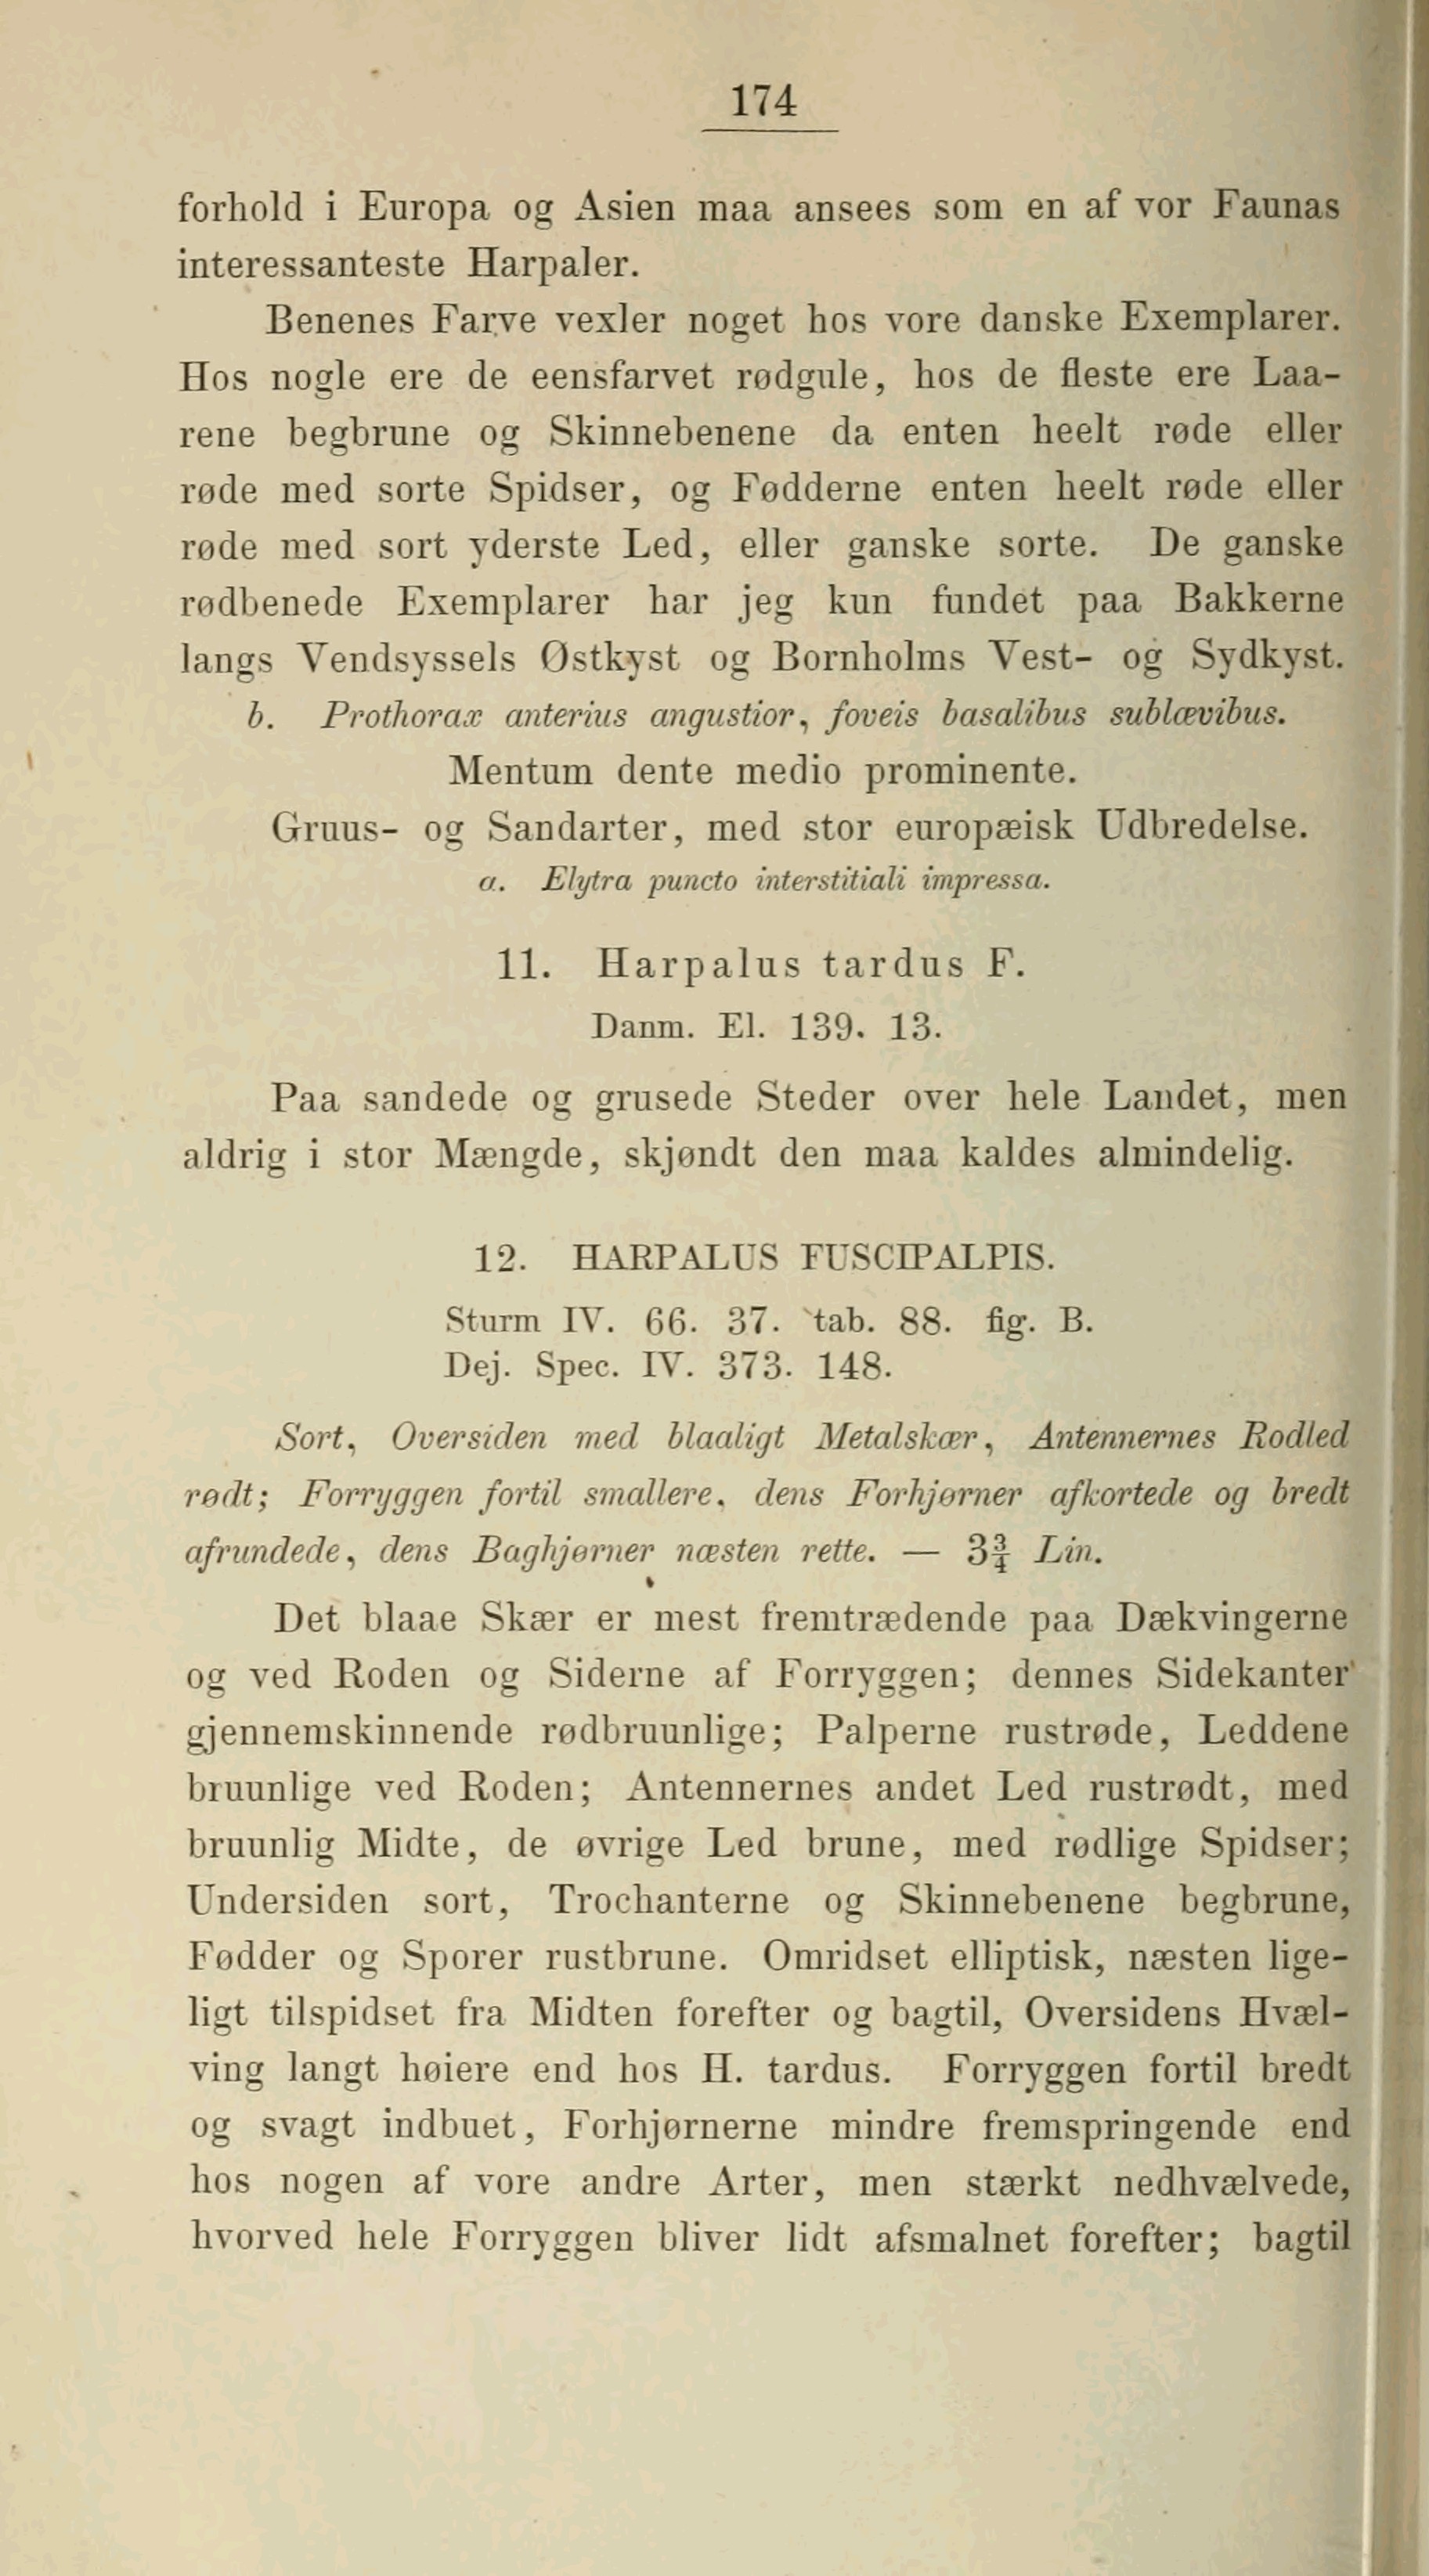 174
forhold i Europa og Asien maa ansees som en af vor Faunas
interessanteste Harpaler.
Benenes Farve vexler noget hos vore danske Exemplarer.
Hos nogle ere de eensfarvet rødgule, hos de fleste ere Laa-
rene begbrune og Skinnebenene da enten heelt røde eller
røde med sorte Spidser, og Fødderne enten heelt røde eller
røde med sort yderste Led, eller ganske sorte. De ganske
rødbenede Exemplarer har jeg kun fundet paa Bakkerne
langs Vendsyssels Østkyst og Bornholms Vest- og Sydkyst.
b. Prothorax anterius angustior, foveis basalibus sublævibus.
Mentum dente medio prominente.
Gruus- og Sandarter, med stor europæisk Udbredelse.
α. Elytra puncto interstitiali impressa.
11. Harpalus tardus F.
Danm. El. 139. 13.
Paa sandede og grusede Steder over hele Landet, men
aldrig i stor Mængde, skjøndt den maa kaldes almindelig.
12. HARPALUS FUSCIPALPIS.
Sturm IV. 66. 37. tab. 88. fig. B.
Dej. Spec. IV. 373. 148.
Sort, Oversiden med blaaligt Metalskær, Antennernes Rodled
rødt; Forryggen fortil smallere, dens Forhjørner afkortede og bredt
afrundede, dens Baghjørner næsten rette. — 3¾ Lin.
Det blaae Skær er mest fremtrædende paa Dækvingerne
og ved Roden og Siderne af Forryggen; dennes Sidekanter
gjennemskinnende rødbruunlige; Palperne rustrøde, Leddene
bruunlige ved Roden; Antennernes andet Led rustrødt, med
bruunlig Midte, de øvrige Led brune, med rødlige Spidser;
Undersiden sort, Trochanterne og Skinnebenene begbrune,
Fødder og Sporer rustbrune. Omridset elliptisk, næsten lige-
ligt tilspidset fra Midten forefter og bagtil, Oversidens Hvæl-
ving langt høiere end hos H. tardus. Forryggen fortil bredt
og svagt indbuet, Forhjørnerne mindre fremspringende end
hos nogen af vore andre Arter, men stærkt nedhvælvede,
hvorved hele Forryggen bliver lidt afsmalnet forefter; bagtil